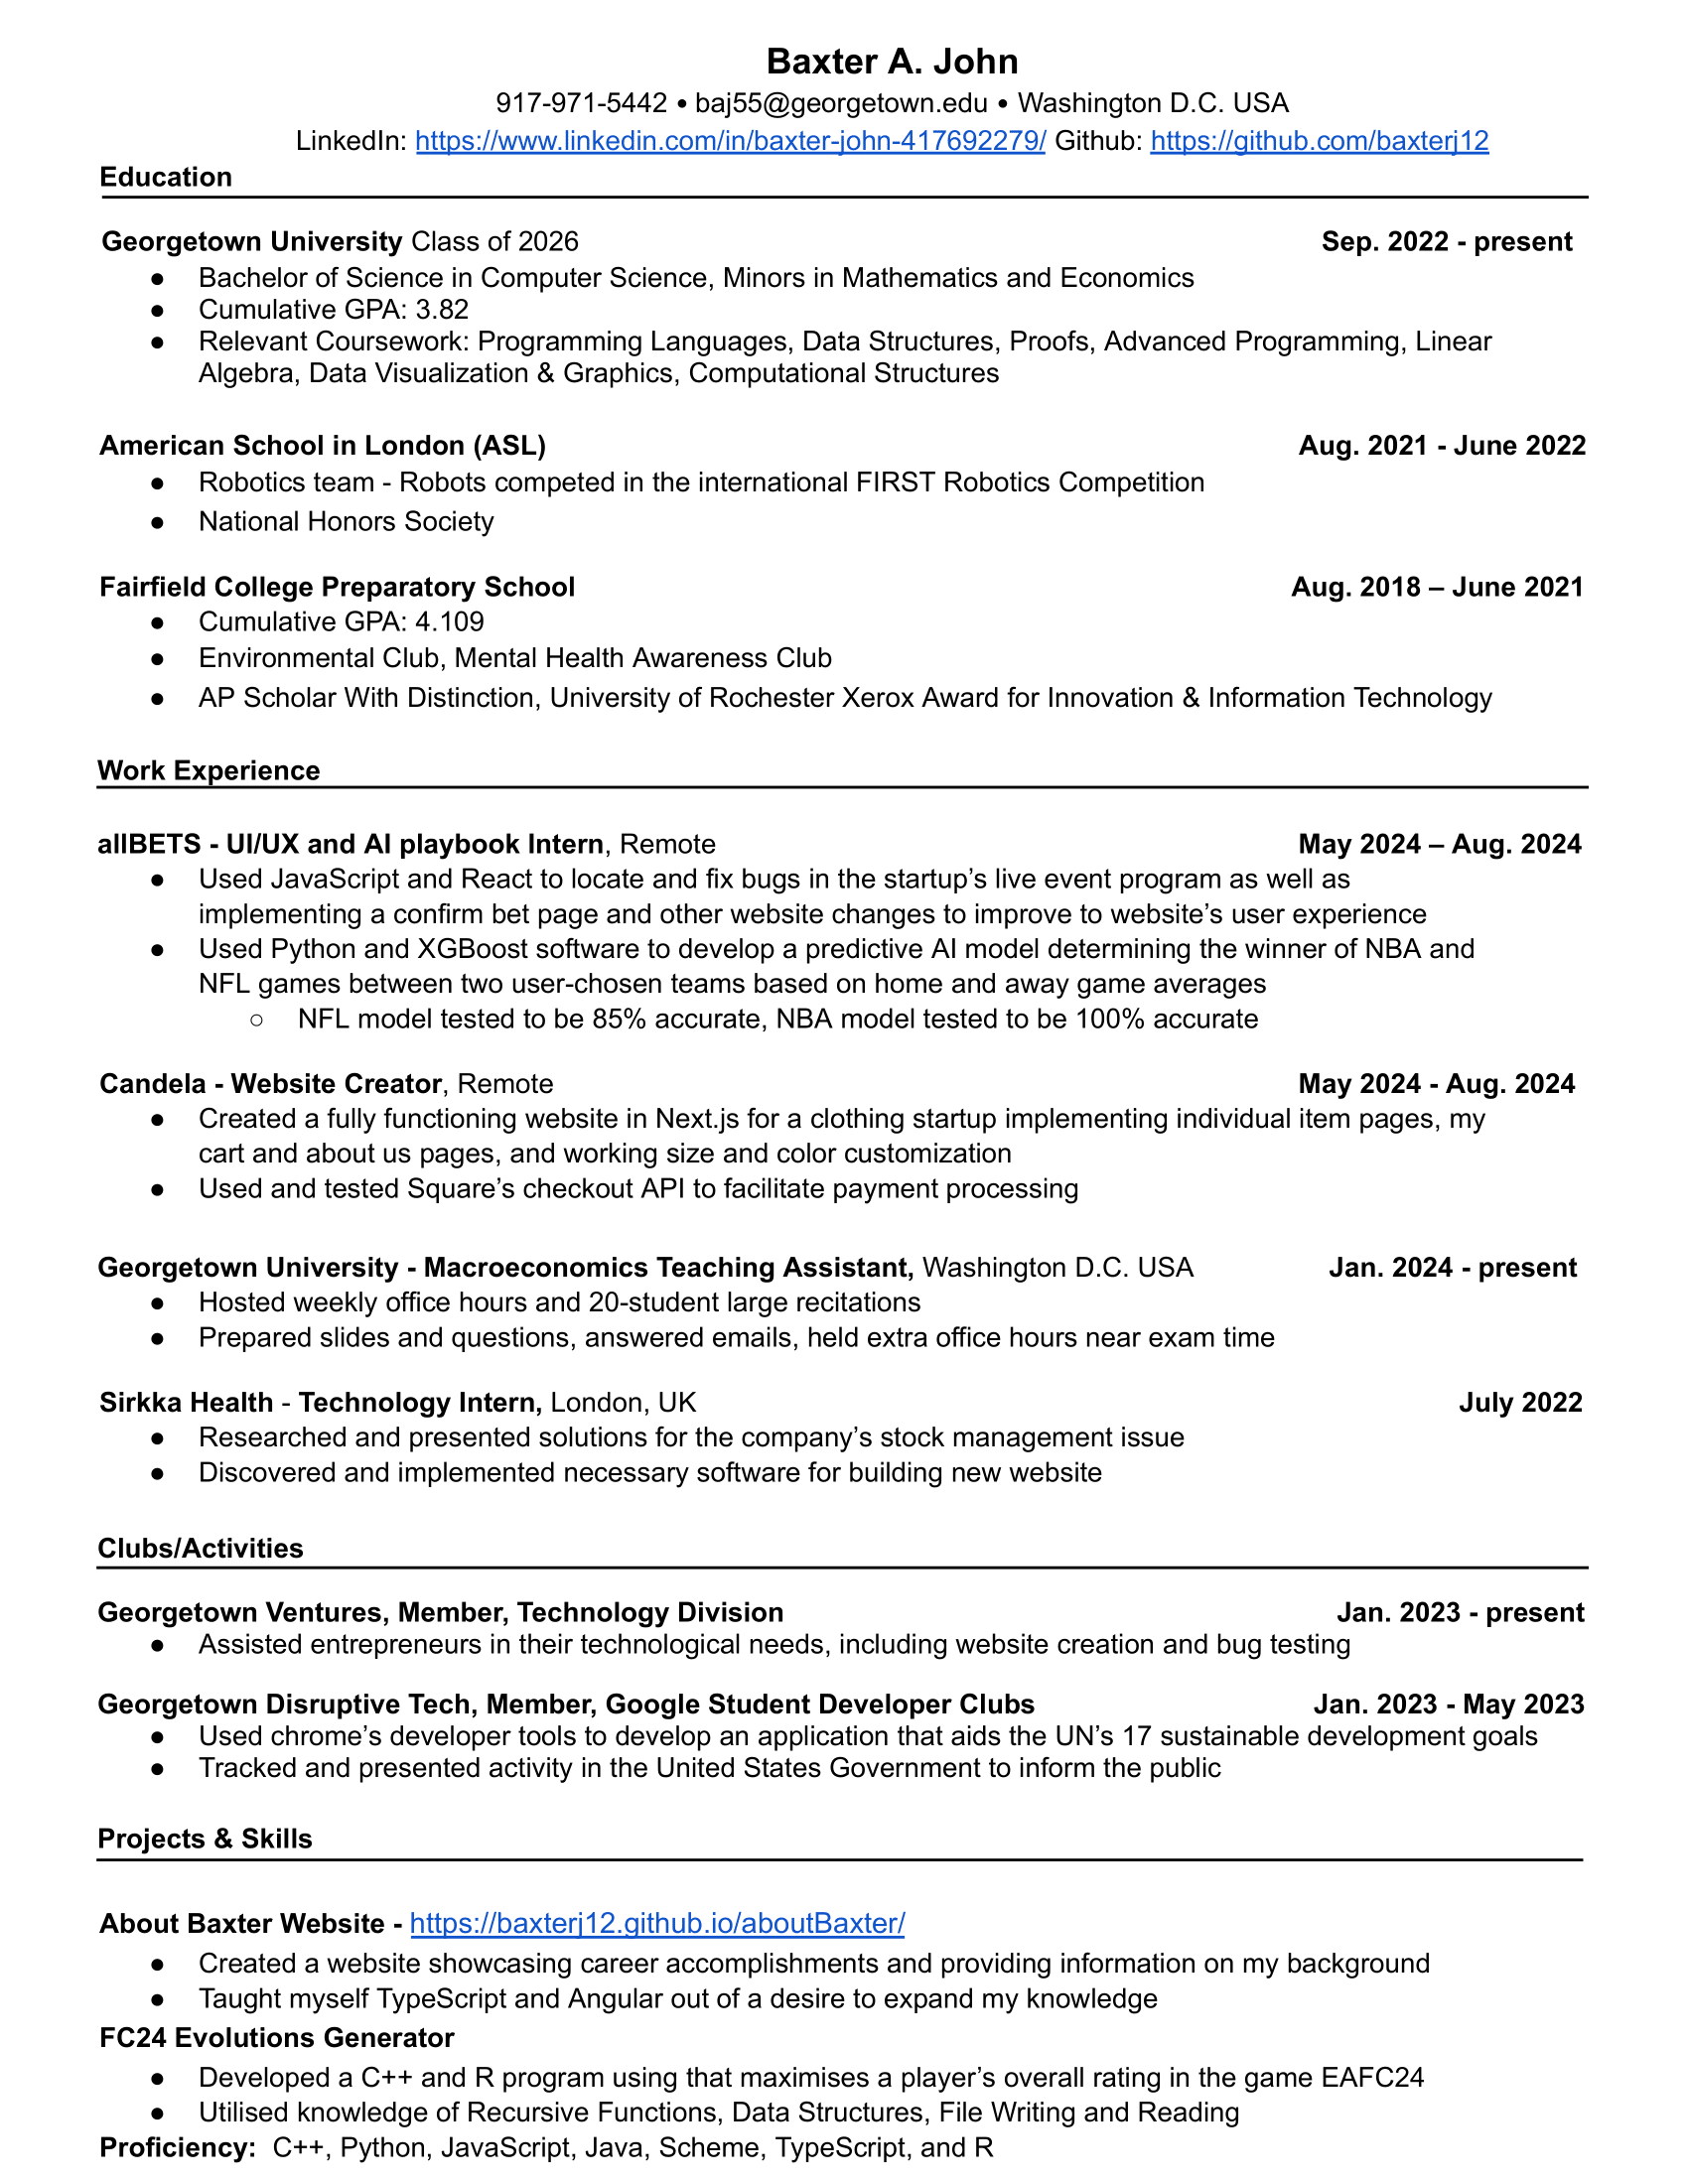 Baxter A. John
917-971-5442 • baj55@georgetown.edu • Washington D.C. USA
LinkedIn: https://www.linkedin.com/in/baxter-john-417692279/ Github: https://github.com/baxterj12
Education
Georgetown University Class of 2026 Sep. 2022 - present
● Bachelor of Science in Computer Science, Minors in Mathematics and Economics
● Cumulative GPA: 3.82
● Relevant Coursework: Programming Languages, Data Structures, Proofs, Advanced Programming, Linear
Algebra, Data Visualization & Graphics, Computational Structures
American School in London (ASL) Aug. 2021 - June 2022
● Robotics team - Robots competed in the international FIRST Robotics Competition
● National Honors Society
Fairfield College Preparatory School Aug. 2018 – June 2021
● Cumulative GPA: 4.109
● Environmental Club, Mental Health Awareness Club
● AP Scholar With Distinction, University of Rochester Xerox Award for Innovation & Information Technology
Work Experience
allBETS - UI/UX and AI playbook Intern, Remote May 2024 – Aug. 2024
● Used JavaScript and React to locate and fix bugs in the startup’s live event program as well as
implementing a confirm bet page and other website changes to improve to website’s user experience
● Used Python and XGBoost software to develop a predictive AI model determining the winner of NBA and
NFL games between two user-chosen teams based on home and away game averages
○ NFL model tested to be 85% accurate, NBA model tested to be 100% accurate
Candela - Website Creator, Remote May 2024 - Aug. 2024
● Created a fully functioning website in Next.js for a clothing startup implementing individual item pages, my
cart and about us pages, and working size and color customization
● Used and tested Square’s checkout API to facilitate payment processing
Georgetown University - Macroeconomics Teaching Assistant, Washington D.C. USA Jan. 2024 - present
● Hosted weekly office hours and 20-student large recitations
● Prepared slides and questions, answered emails, held extra office hours near exam time
Sirkka Health - Technology Intern, London, UK July 2022
● Researched and presented solutions for the company’s stock management issue
● Discovered and implemented necessary software for building new website
Clubs/Activities
Georgetown Ventures, Member, Technology Division Jan. 2023 - present
● Assisted entrepreneurs in their technological needs, including website creation and bug testing
Georgetown Disruptive Tech, Member, Google Student Developer Clubs Jan. 2023 - May 2023
● Used chrome’s developer tools to develop an application that aids the UN’s 17 sustainable development goals
● Tracked and presented activity in the United States Government to inform the public
Projects & Skills
About Baxter Website - https://baxterj12.github.io/aboutBaxter/
● Created a website showcasing career accomplishments and providing information on my background
● Taught myself TypeScript and Angular out of a desire to expand my knowledge
FC24 Evolutions Generator
● Developed a C++ and R program using that maximises a player’s overall rating in the game EAFC24
● Utilised knowledge of Recursive Functions, Data Structures, File Writing and Reading
Proficiency: C++, Python, JavaScript, Java, Scheme, TypeScript, and R